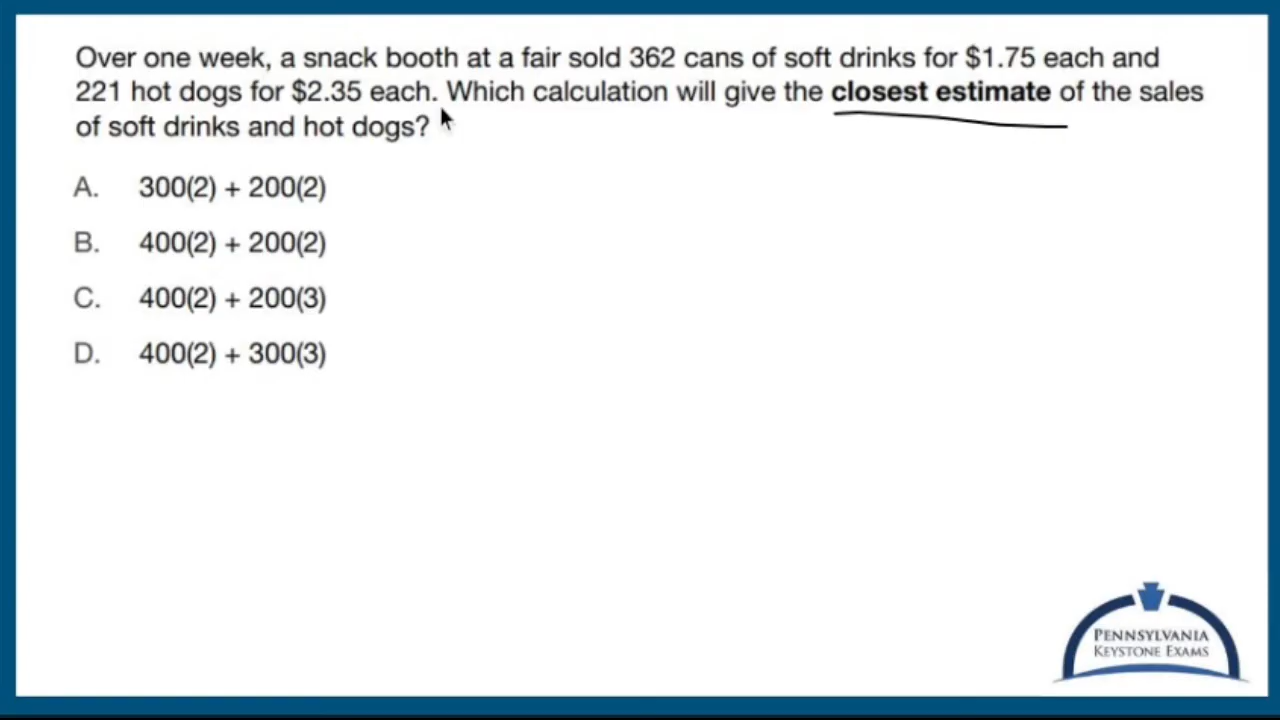 Over one week, a snack booth at a fair sold 362 cans of soft drinks for $1.75 each and
221 hot dogs for $2.35 each. Which calculation will give the closest estimate of the sales
of soft drinks and hot dogs?
A. 300(2) + 200(2)
B. 400(2) + 200(2)
C. 400(2) + 200(3)
D. 400(2) + 300(3)
PENNSYLVANIA
KEYSTONE EXAMS